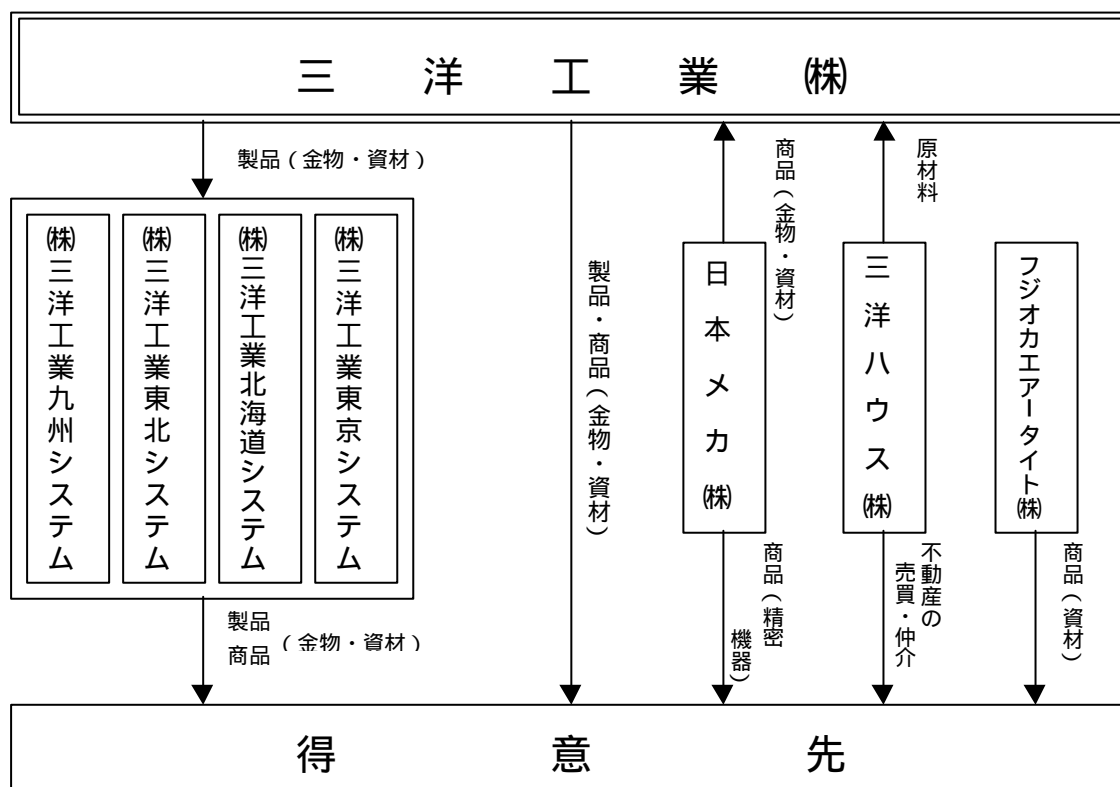 三洋工業㈱
製品（金物・資材）
商品（金物・資材）
原材料
㈱三洋工業九州システム
㈱三洋工業東北システム
㈱三洋工業北海道システム
㈱三洋工業東京システム
製品・商品（金物・資材）
日本メカ㈱
三洋ハウス㈱
フジオカエアータイト㈱
製品
商品
（金物・資材）
商品（精密
機器）
不動産の
売買・仲介
商品（資材）
得意先